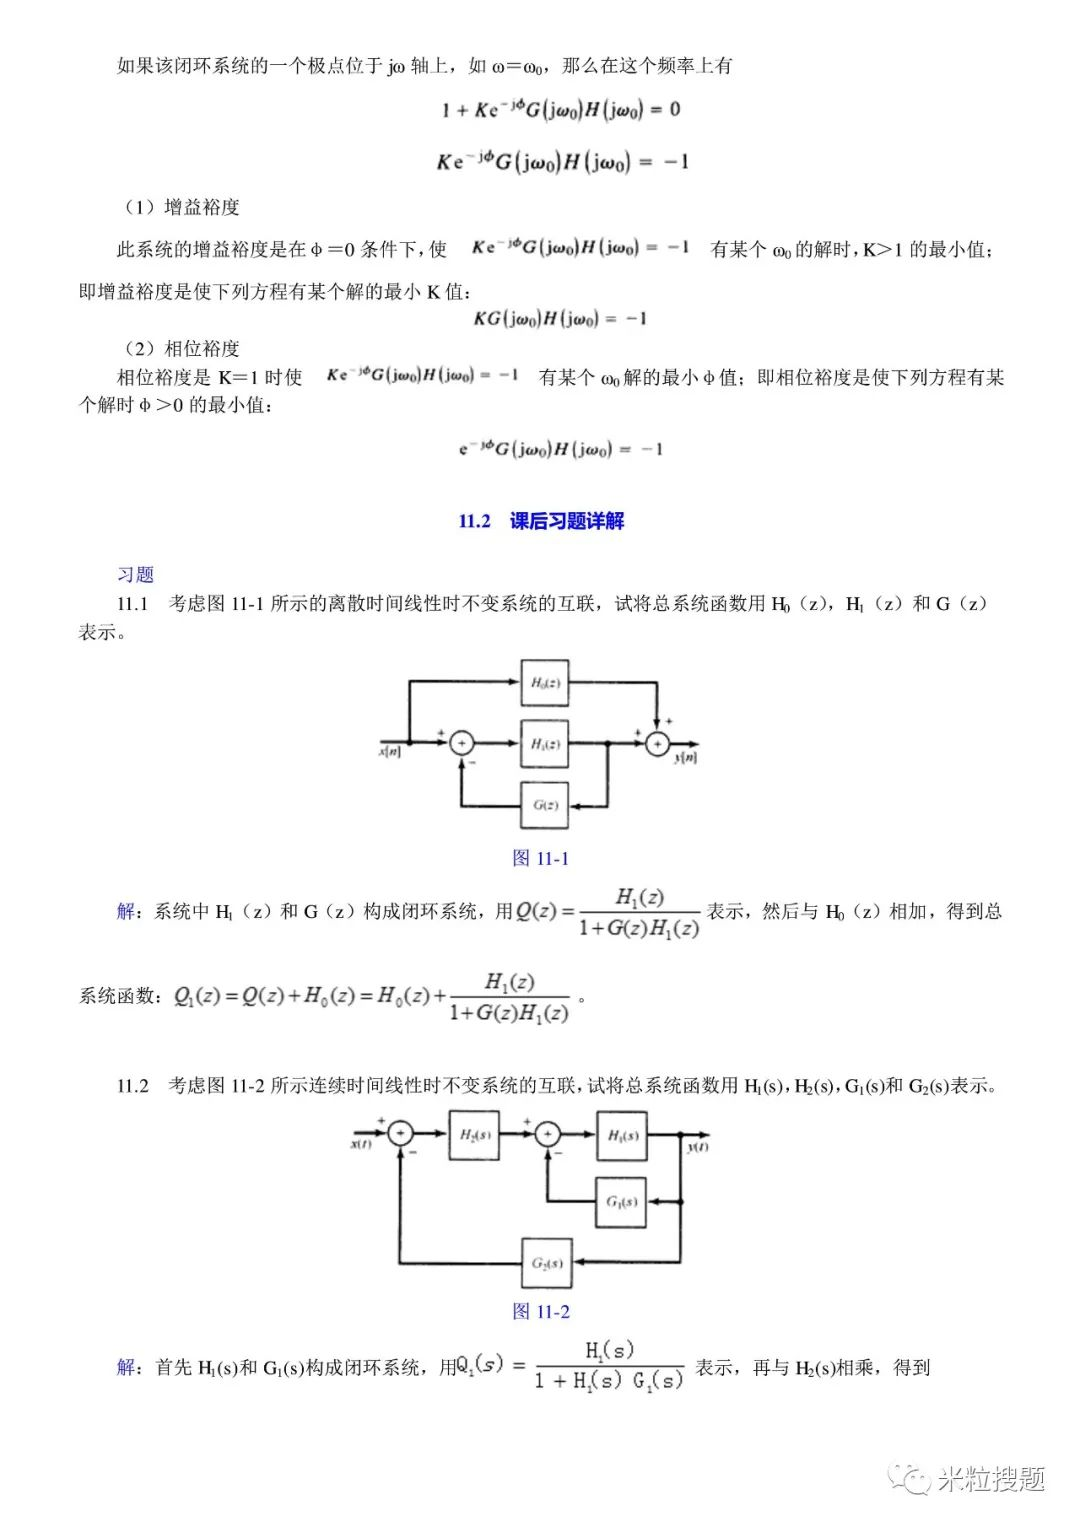 如果该闭环系统的一个极点位于 jω 轴上，如 ω＝ω₀，那么在这个频率上有
1 + Ke^{-jϕ}G(jω₀)H(jω₀) = 0
Ke^{-jϕ}G(jω₀)H(jω₀) = −1
（1）增益裕度
此系统的增益裕度是在 φ＝0 条件下，使 Ke^{-jϕ}G(jω₀)H(jω₀) = −1 有某个 ω₀ 的解时，K＞1 的最小值；
即增益裕度是使下列方程有某个解的最小 K 值：
KG(jω₀)H(jω₀) = −1
（2）相位裕度
相位裕度是 K＝1 时使 Ke^{-jϕ}G(jω₀)H(jω₀) = −1 有某个 ω₀ 解的最小 φ 值；即相位裕度是使下列方程有某
个解时 φ＞0 的最小值：
e^{-jϕ}G(jω₀)H(jω₀) = −1
11.2 课后习题详解
习题
11.1 考虑图 11-1 所示的离散时间线性时不变系统的互联，试将总系统函数用 H₀（z），H₁（z）和 G（z）
表示。
H₀(z)
+
x[n] + + H₁(z) + + y[n]
−
G(z)
图 11-1
解：系统中 H₁（z）和 G（z）构成闭环系统，用 Q(z) = H₁(z) / (1+G(z)H₁(z)) 表示，然后与 H₀（z）相加，得到总
系统函数：Q₁(z) = Q(z) + H₀(z) = H₀(z) + H₁(z) / (1+G(z)H₁(z)) 。
11.2 考虑图 11-2 所示连续时间线性时不变系统的互联，试将总系统函数用 H₁(s)，H₂(s)，G₁(s)和 G₂(s)表示。
x(t) + + H₂(s) + + H₁(s) y(t)
− −
G₁(s)
G₂(s)
图 11-2
解：首先 H₁(s)和 G₁(s)构成闭环系统，用 Q₁(s) = H₁(s) / (1 + H₁(s) G₁(s)) 表示，再与 H₂(s)相乘，得到
米粒搜题